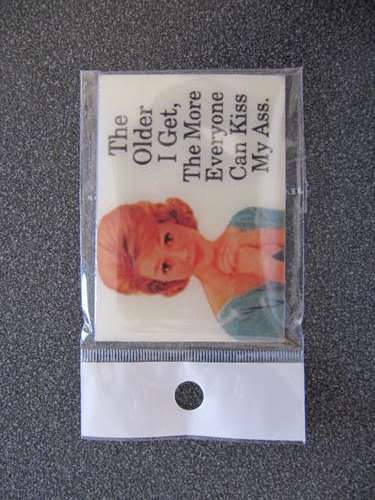 The
Older
I Get,
The More
Everyone
Can Kiss
My Ass.